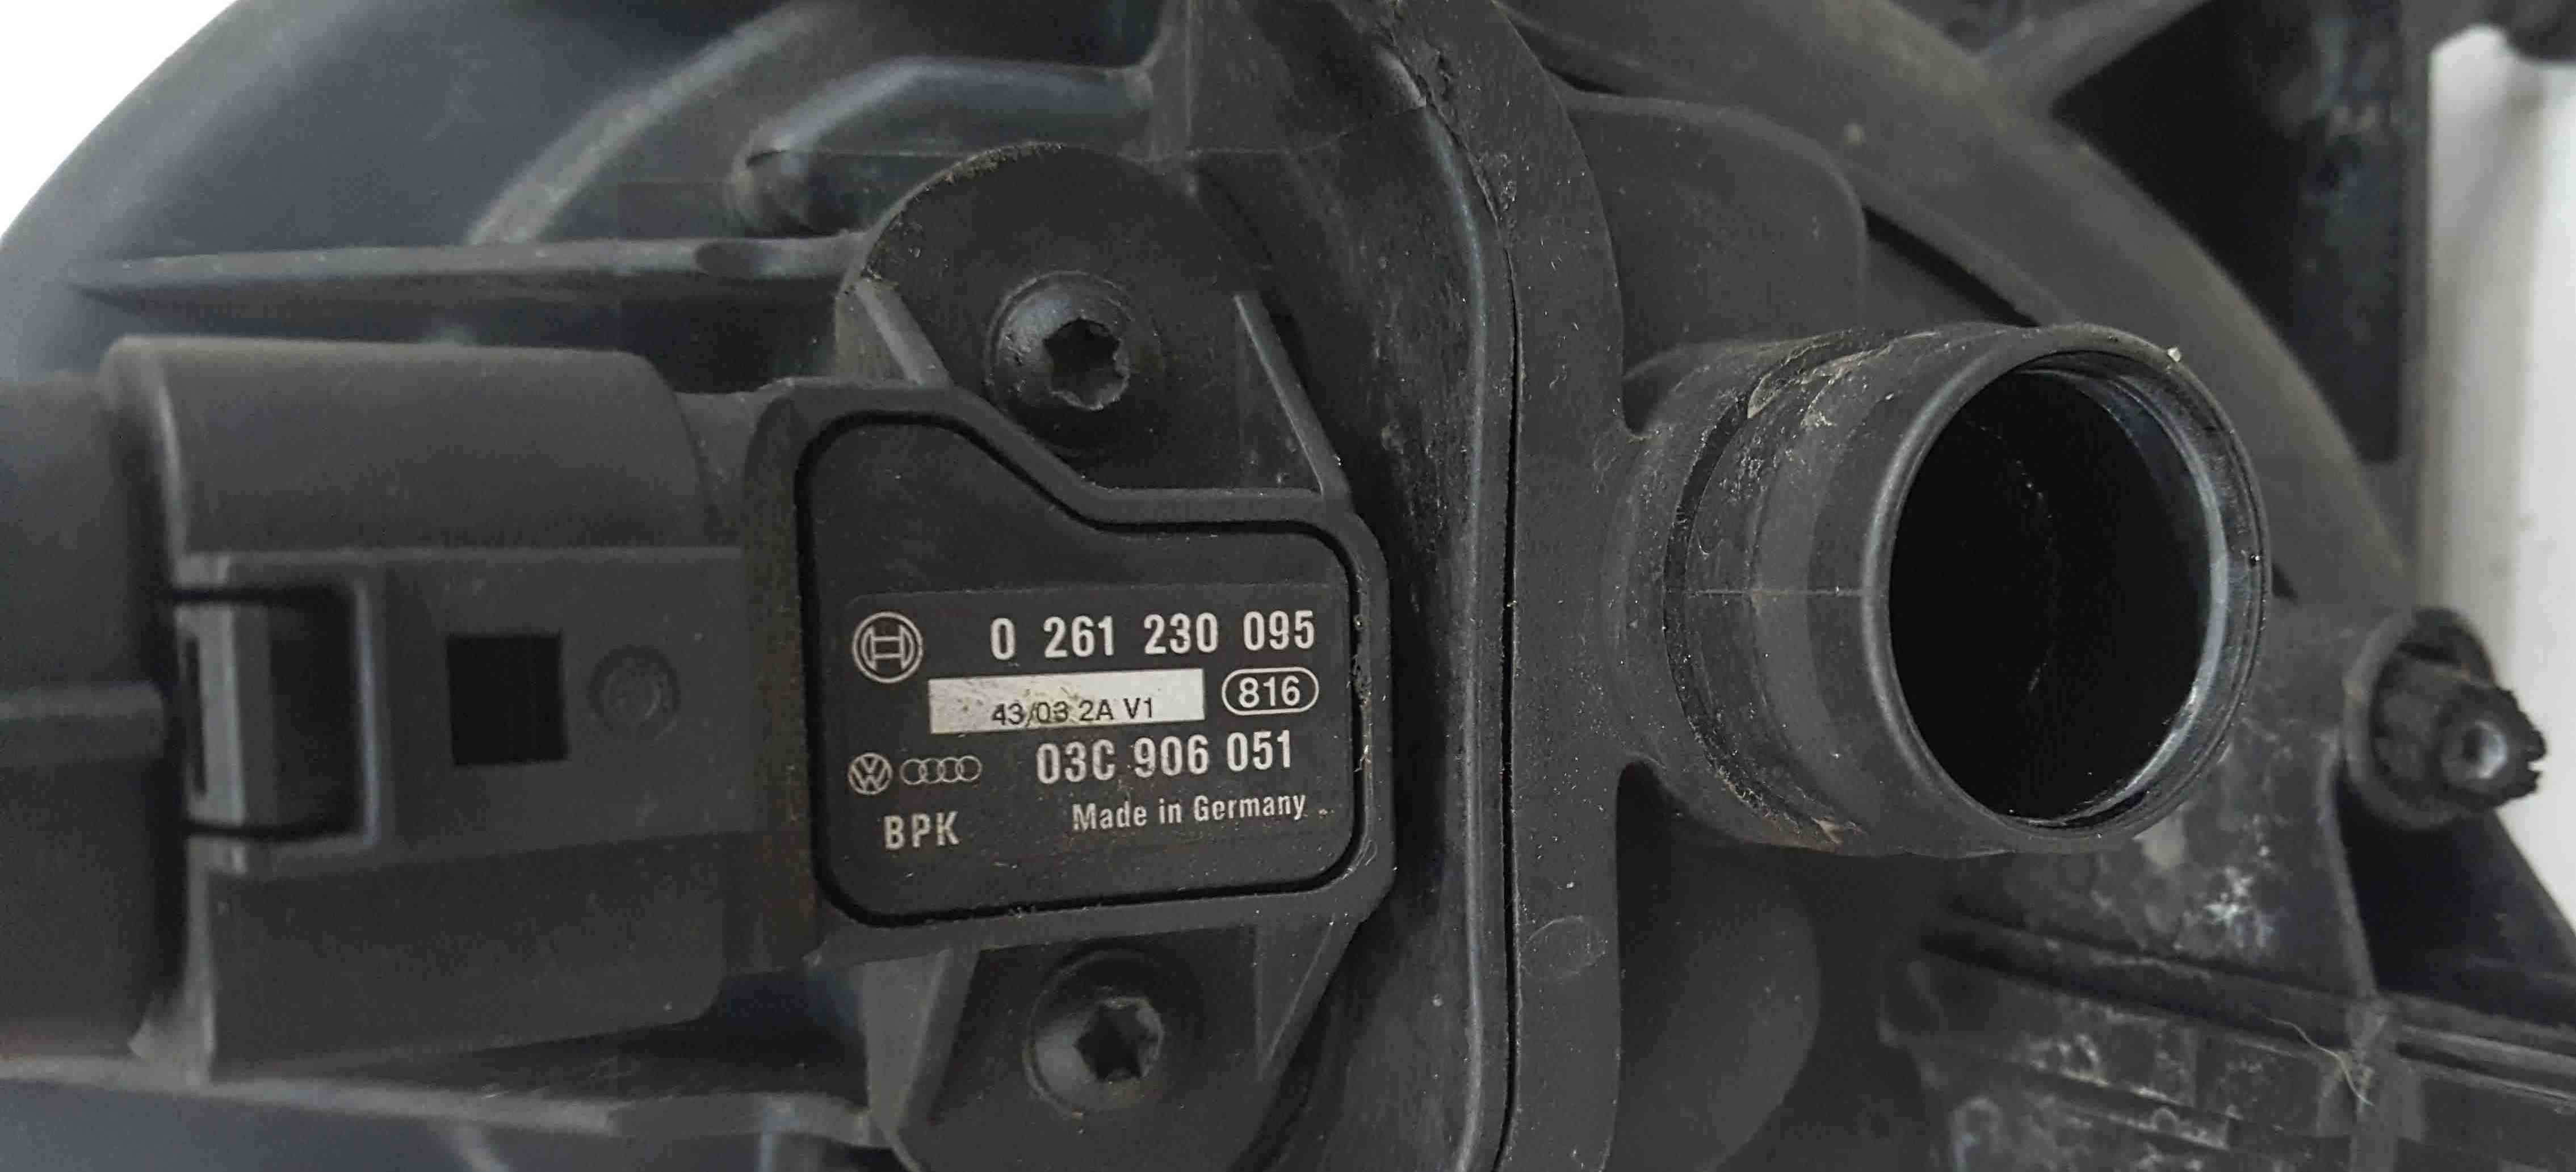 0 261 230 095
43/03 2A V1
816
03C 906 051
Made in Germany
BPK